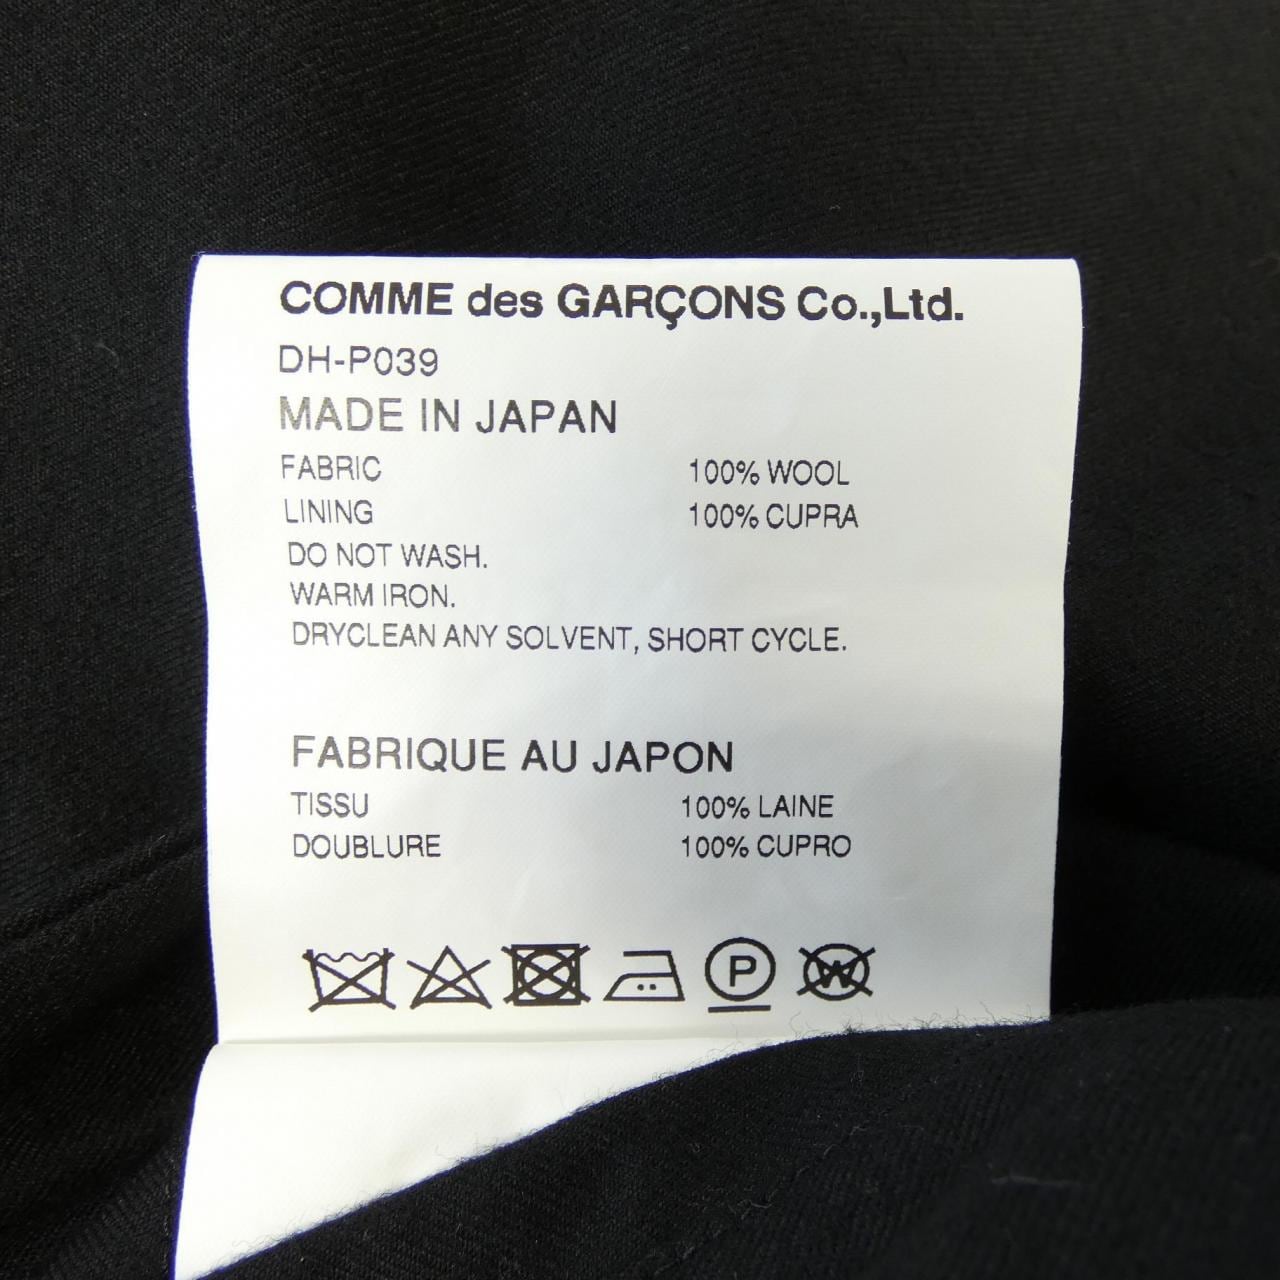 COMME des GARÇONS Co.,Ltd.
DH-P039
MADE IN JAPAN
FABRIC 100% WOOL
LINING 100% CUPRA
DO NOT WASH.
WARM IRON.
DRYCLEAN ANY SOLVENT, SHORT CYCLE.
FABRIQUE AU JAPON
TISSU 100% LAINE
DOUBLURE 100% CUPRO
P W